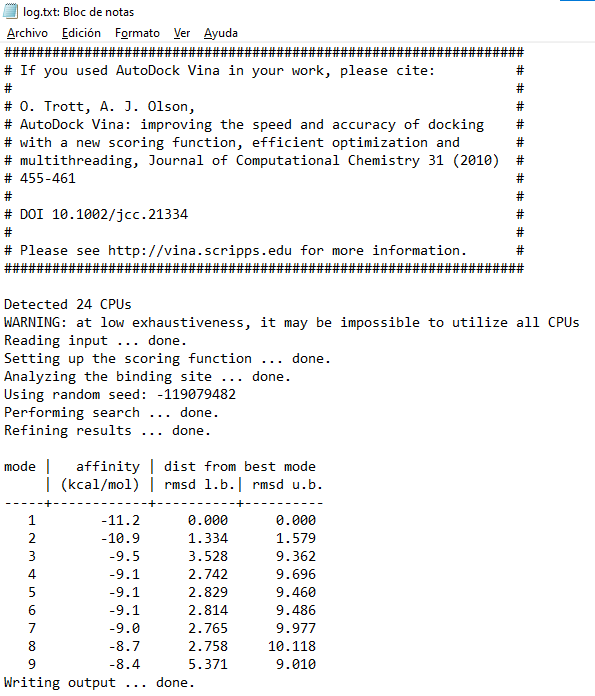 log.txt: Bloc de notas
Archivo Edición Formato Ver Ayuda
#################################################################
# If you used AutoDock Vina in your work, please cite:          #
#                                                               #
# O. Trott, A. J. Olson,                                        #
# AutoDock Vina: improving the speed and accuracy of docking    #
# with a new scoring function, efficient optimization and       #
# multithreading, Journal of Computational Chemistry 31 (2010)  #
# 455-461                                                       #
#                                                               #
# DOI 10.1002/jcc.21334                                         #
#                                                               #
# Please see http://vina.scripps.edu for more information.      #
#################################################################
Detected 24 CPUs
WARNING: at low exhaustiveness, it may be impossible to utilize all CPUs
Reading input ... done.
Setting up the scoring function ... done.
Analyzing the binding site ... done.
Using random seed: -119079482
Performing search ... done.
Refining results ... done.
mode |   affinity | dist from best mode
     | (kcal/mol) | rmsd l.b.| rmsd u.b.
-----+------------+----------+----------
   1        -11.2      0.000      0.000
   2        -10.9      1.334      1.579
   3         -9.5      3.528      9.362
   4         -9.1      2.742      9.696
   5         -9.1      2.829      9.460
   6         -9.1      2.814      9.486
   7         -9.0      2.765      9.977
   8         -8.7      2.758     10.118
   9         -8.4      5.371      9.010
Writing output ... done.